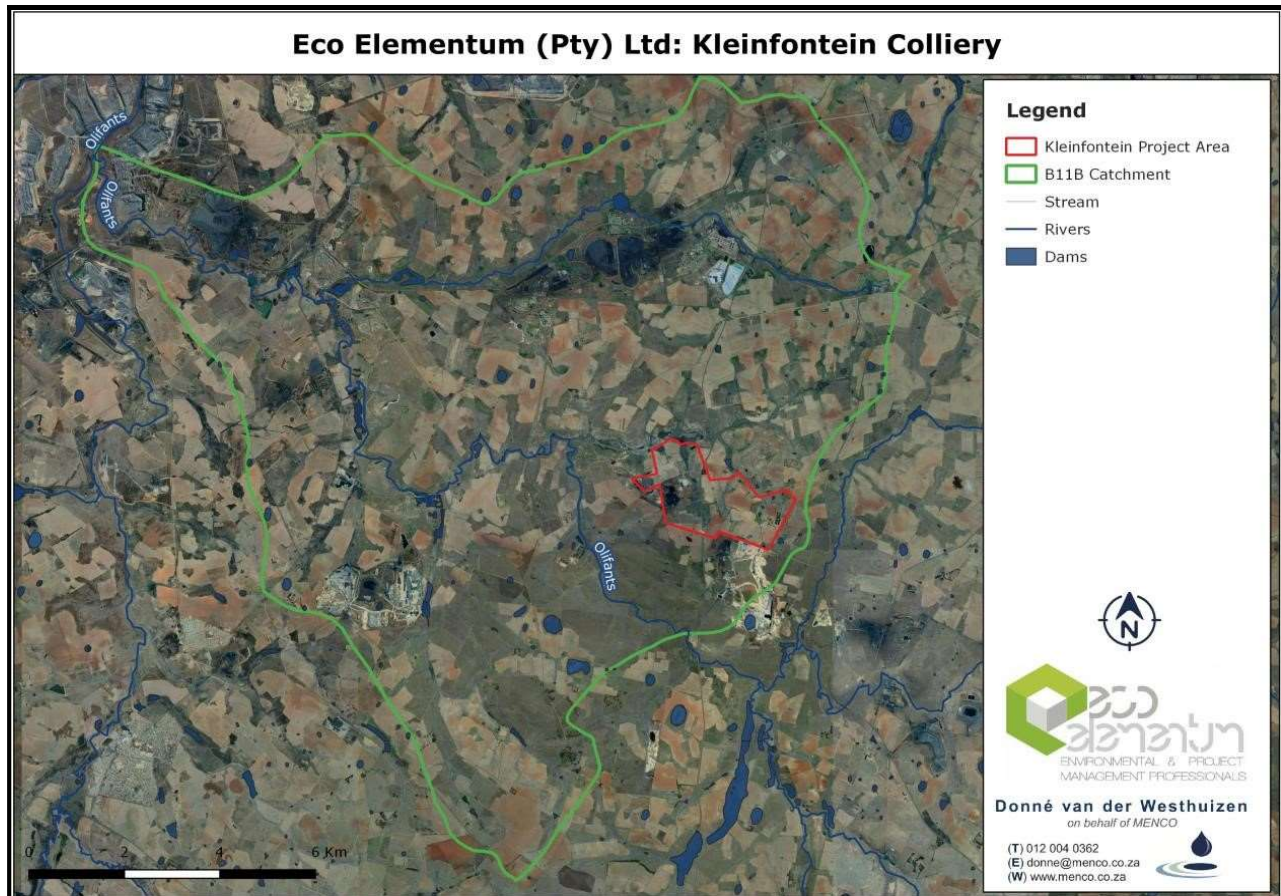 Eco Elementum (Pty) Ltd: Kleinfontein Colliery
Olifants
Olifants
Olifants
0 2 4 6 Km
Legend
Kleinfontein Project Area
B11B Catchment
Stream
Rivers
Dams
N
eco
elementum
ENVIRONMENTAL & PROJECT
MANAGEMENT PROFESSIONALS
Donné van der Westhuizen
on behalf of MENCO
(T) 012 004 0362
(E) donne@menco.co.za
(W) www.menco.co.za